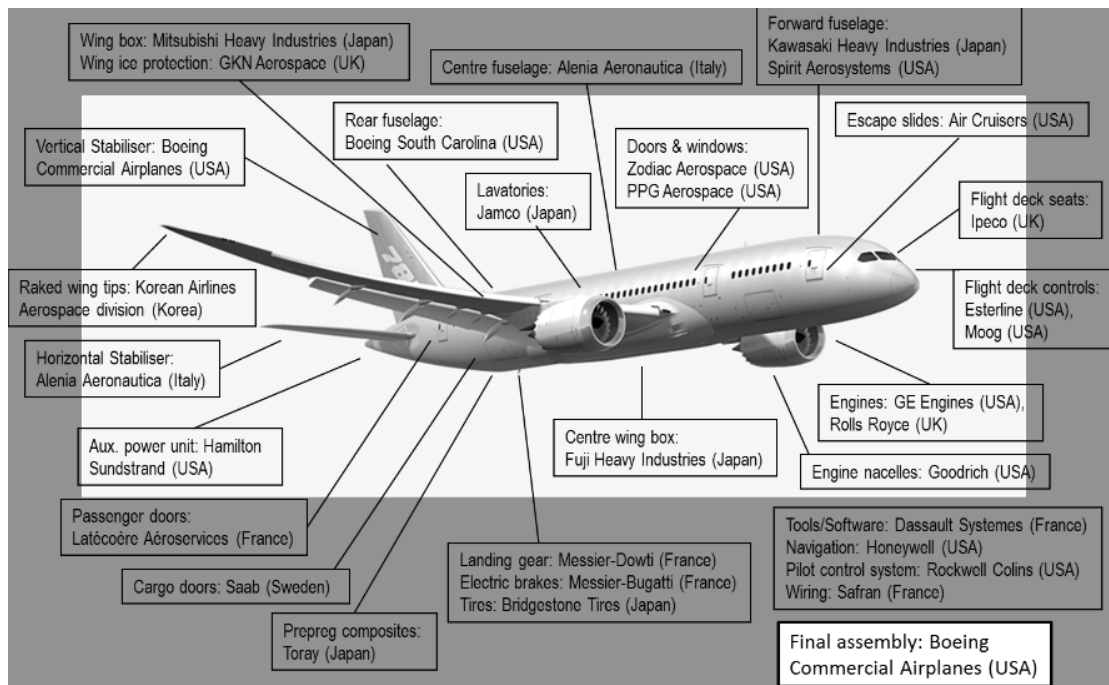 Wing box: Mitsubishi Heavy Industries (Japan)
Wing ice protection: GKN Aerospace (UK)
Centre fuselage: Alenia Aeronautica (Italy)
Forward fuselage:
Kawasaki Heavy Industries (Japan)
Spirit Aerosystems (USA)
Rear fuselage:
Boeing South Carolina (USA)
Escape slides: Air Cruisers (USA)
Vertical Stabiliser: Boeing
Commercial Airplanes (USA)
Doors & windows:
Zodiac Aerospace (USA)
PPG Aerospace (USA)
Lavatories:
Jamco (Japan)
Flight deck seats:
Ipeco (UK)
787
Raked wing tips: Korean Airlines
Aerospace division (Korea)
Flight deck controls:
Esterline (USA),
Moog (USA)
Horizontal Stabiliser:
Alenia Aeronautica (Italy)
Engines: GE Engines (USA),
Rolls Royce (UK)
Aux. power unit: Hamilton
Sundstrand (USA)
Centre wing box:
Fuji Heavy Industries (Japan)
Engine nacelles: Goodrich (USA)
Passenger doors:
Latécoère Aéroservices (France)
Tools/Software: Dassault Systemes (France)
Navigation: Honeywell (USA)
Pilot control system: Rockwell Colins (USA)
Wiring: Safran (France)
Landing gear: Messier-Dowti (France)
Electric brakes: Messier-Bugatti (France)
Tires: Bridgestone Tires (Japan)
Cargo doors: Saab (Sweden)
Prepreg composites:
Toray (Japan)
Final assembly: Boeing
Commercial Airplanes (USA)